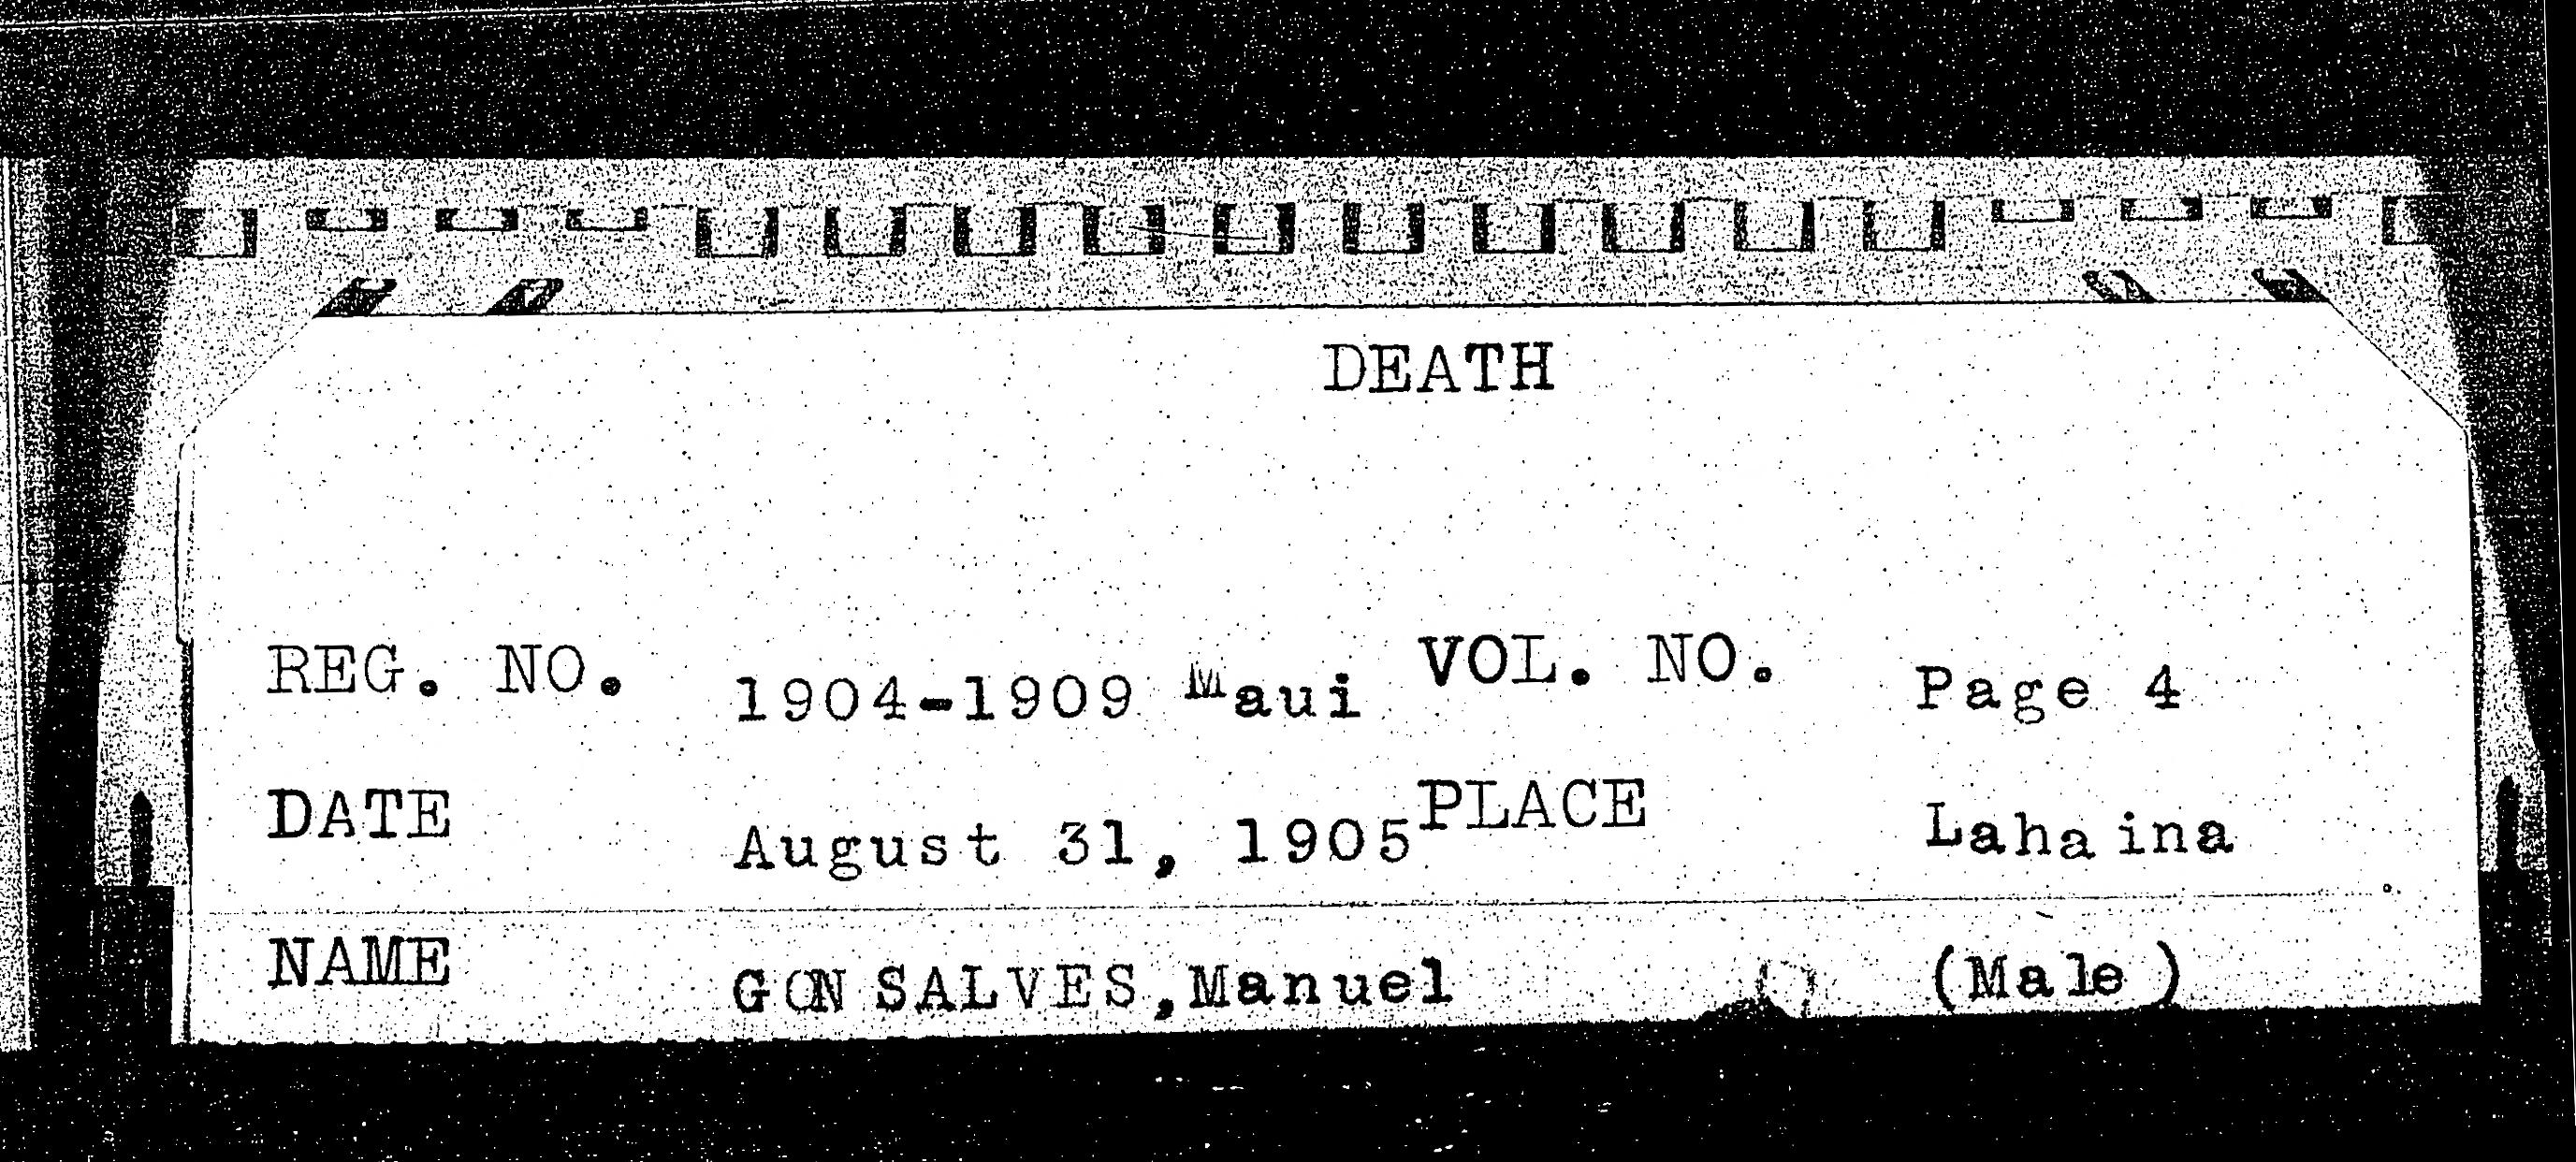 DEATH
REG. NO. 1904-1909 Maui VOL. NO. Page 4
DATE August 31, 1905 PLACE Lahaina
NAME GONSALVES, Manuel (Male)